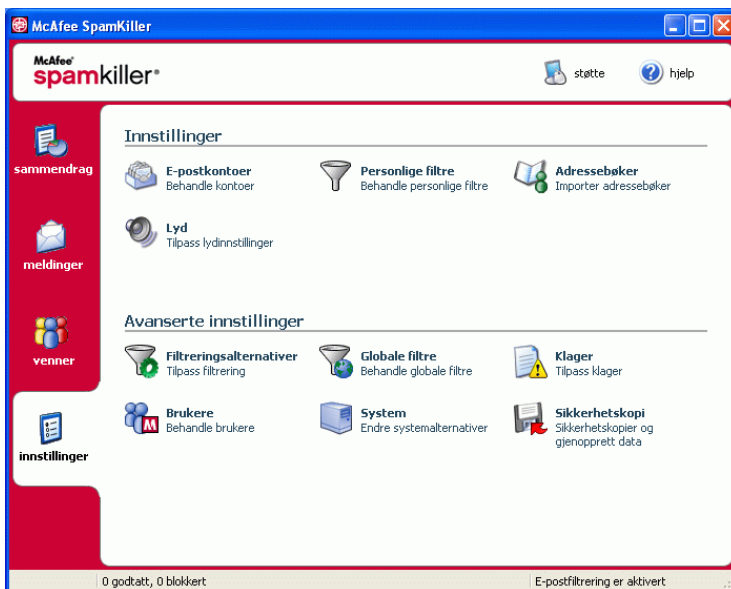 McAfee SpamKiller
McAfee®
spamkiller®
støtte
hjelp
sammendrag
meldinger
venner
innstillinger
Innstillinger
E-postkontoer
Behandle kontoer
Personlige filtre
Behandle personlige filtre
Adressebøker
Importer adressebøker
Lyd
Tilpass lydinnstillinger
Avanserte innstillinger
Filtreringsalternativer
Tilpass filtrering
Globale filtre
Behandle globale filtre
Klager
Tilpass klager
Brukere
Behandle brukere
System
Endre systemalternativer
Sikkerhetskopi
Sikkerhetskopier og
gjenopprett data
0 godtatt, 0 blokkert
E-postfiltrering er aktivert